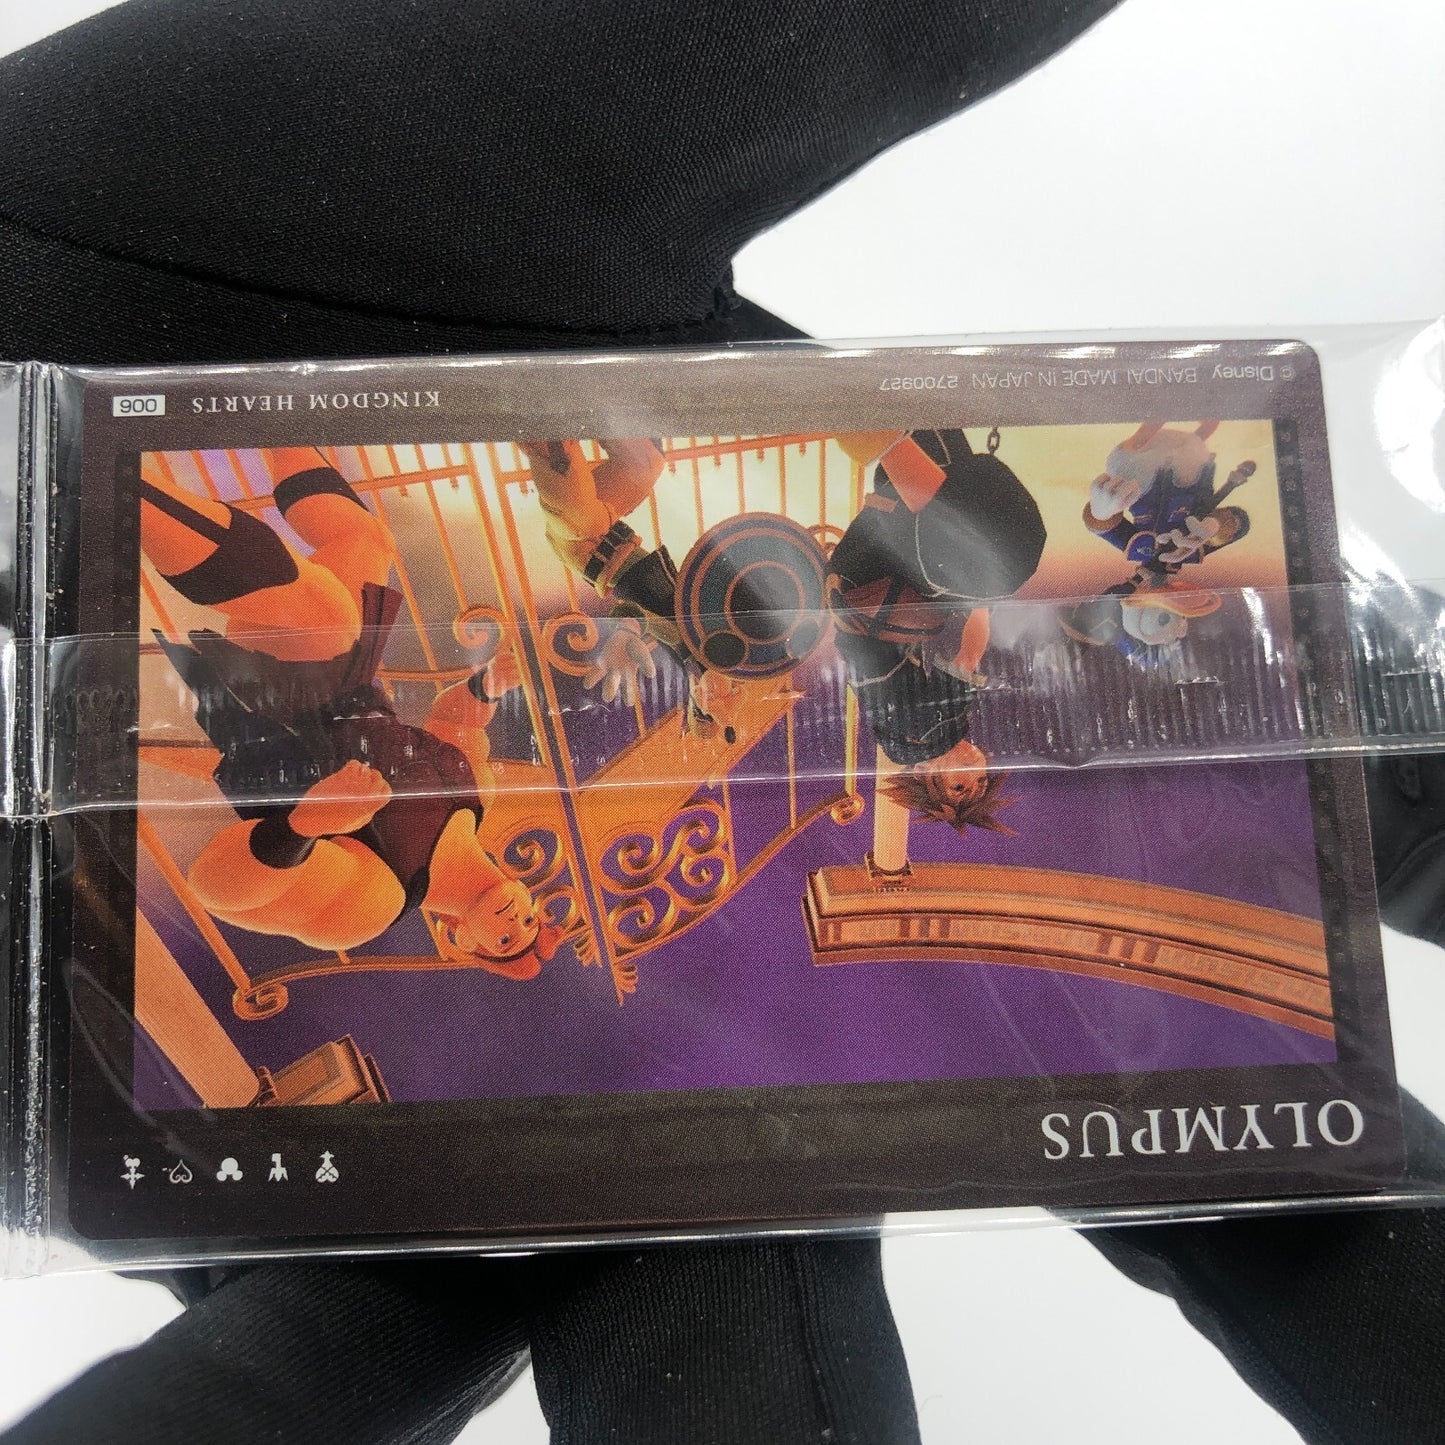 OLYMPUS
© Disney BANDAI MADE IN JAPAN 2700927
KINGDOM HEARTS 006